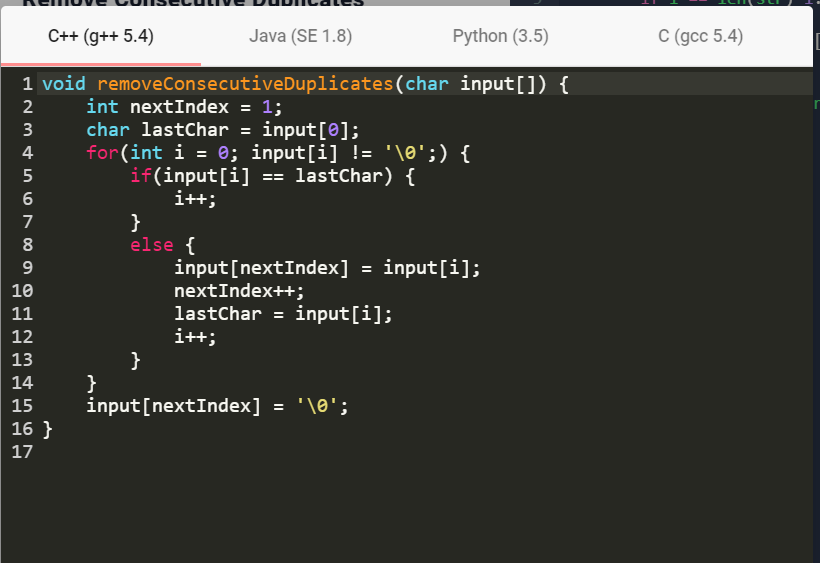 Remove Consecutive Duplicates
C++ (g++ 5.4) Java (SE 1.8) Python (3.5) C (gcc 5.4)
1 void removeConsecutiveDuplicates(char input[]) {
2     int nextIndex = 1;
3     char lastChar = input[0];
4     for(int i = 0; input[i] != '\0';) {
5         if(input[i] == lastChar) {
6             i++;
7         }
8         else {
9             input[nextIndex] = input[i];
10             nextIndex++;
11             lastChar = input[i];
12             i++;
13         }
14     }
15     input[nextIndex] = '\0';
16 }
17